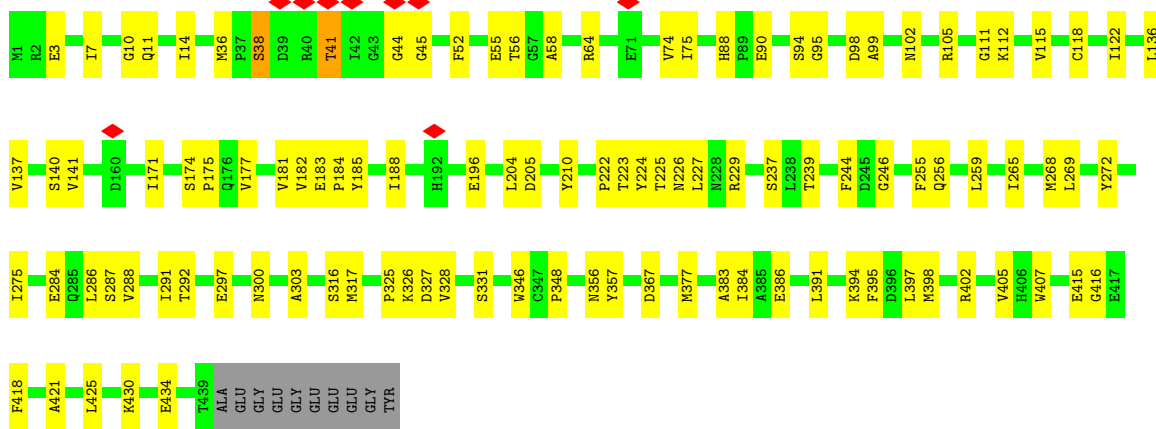 M1 R2 E3 I7 G10 Q11 I14 M36 P37 S38 D39 R40 T41 I42 G43 G44 G45 F52 E55 T56 G57 A58 R64 E71 V74 I75 H88 P89 E90 S94 G95 D98 A99 N102 R105 G111 K112 V115 C118 I122 L136
V137 S140 V141 D160 I171 S174 P175 Q176 V177 V181 V182 E183 P184 Y185 I188 H192 E196 L204 D205 Y210 P222 T223 Y224 T225 N226 L227 N228 R229 S237 L238 T239 F244 D245 G246 F255 Q256 L259 I265 M268 L269 Y272
I275 E284 Q285 L286 S287 V288 I291 T292 E297 N300 A303 S316 M317 P325 K326 D327 V328 S331 W346 C347 P348 N356 Y357 D367 M377 A383 I384 A385 E386 L391 K394 F395 D396 L397 M398 R402 V405 H406 W407 E415 G416 E417
F418 A421 L425 K430 E434 T439 ALA GLU GLY GLU GLY GLU GLU GLU GLY TYR